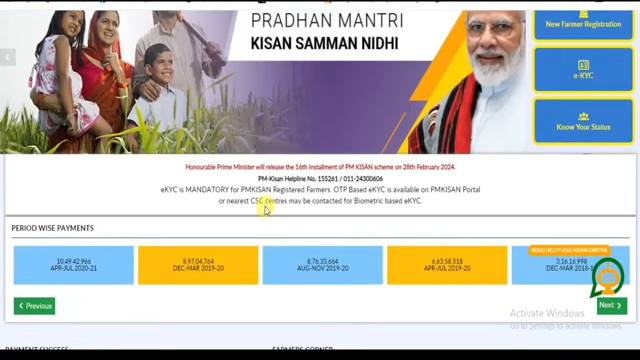 PRADHAN MANTRI
KISAN SAMMAN NIDHI
New Farmer Registration
e-KYC
Know Your Status
Honourable Prime Minister will release the 16th Installment of PM KISAN scheme on 28th February 2024.
PM-Kisan Helpline No. 155261 / 011-24300606
eKYC is MANDATORY for PMKISAN Registered Farmers. OTP Based eKYC is available on PMKISAN Portal
or nearest CSC centres may be contacted for Biometric based eKYC.
PERIOD WISE PAYMENTS
10,49,42,966
APR-JUL 2020-21
8,97,04,764
DEC-MAR 2019-20
8,76,33,664
AUG-NOV 2019-20
6,63,58,518
APR-JUL 2019-20
3,16,16,998
DEC-MAR 2018-
NEED HELP? ASK KISAN-EMITRA
Previous
Next
Activate Windows
Go to Settings to activate Windows.
PAYMENT SUCCESS
FARMERS CORNER